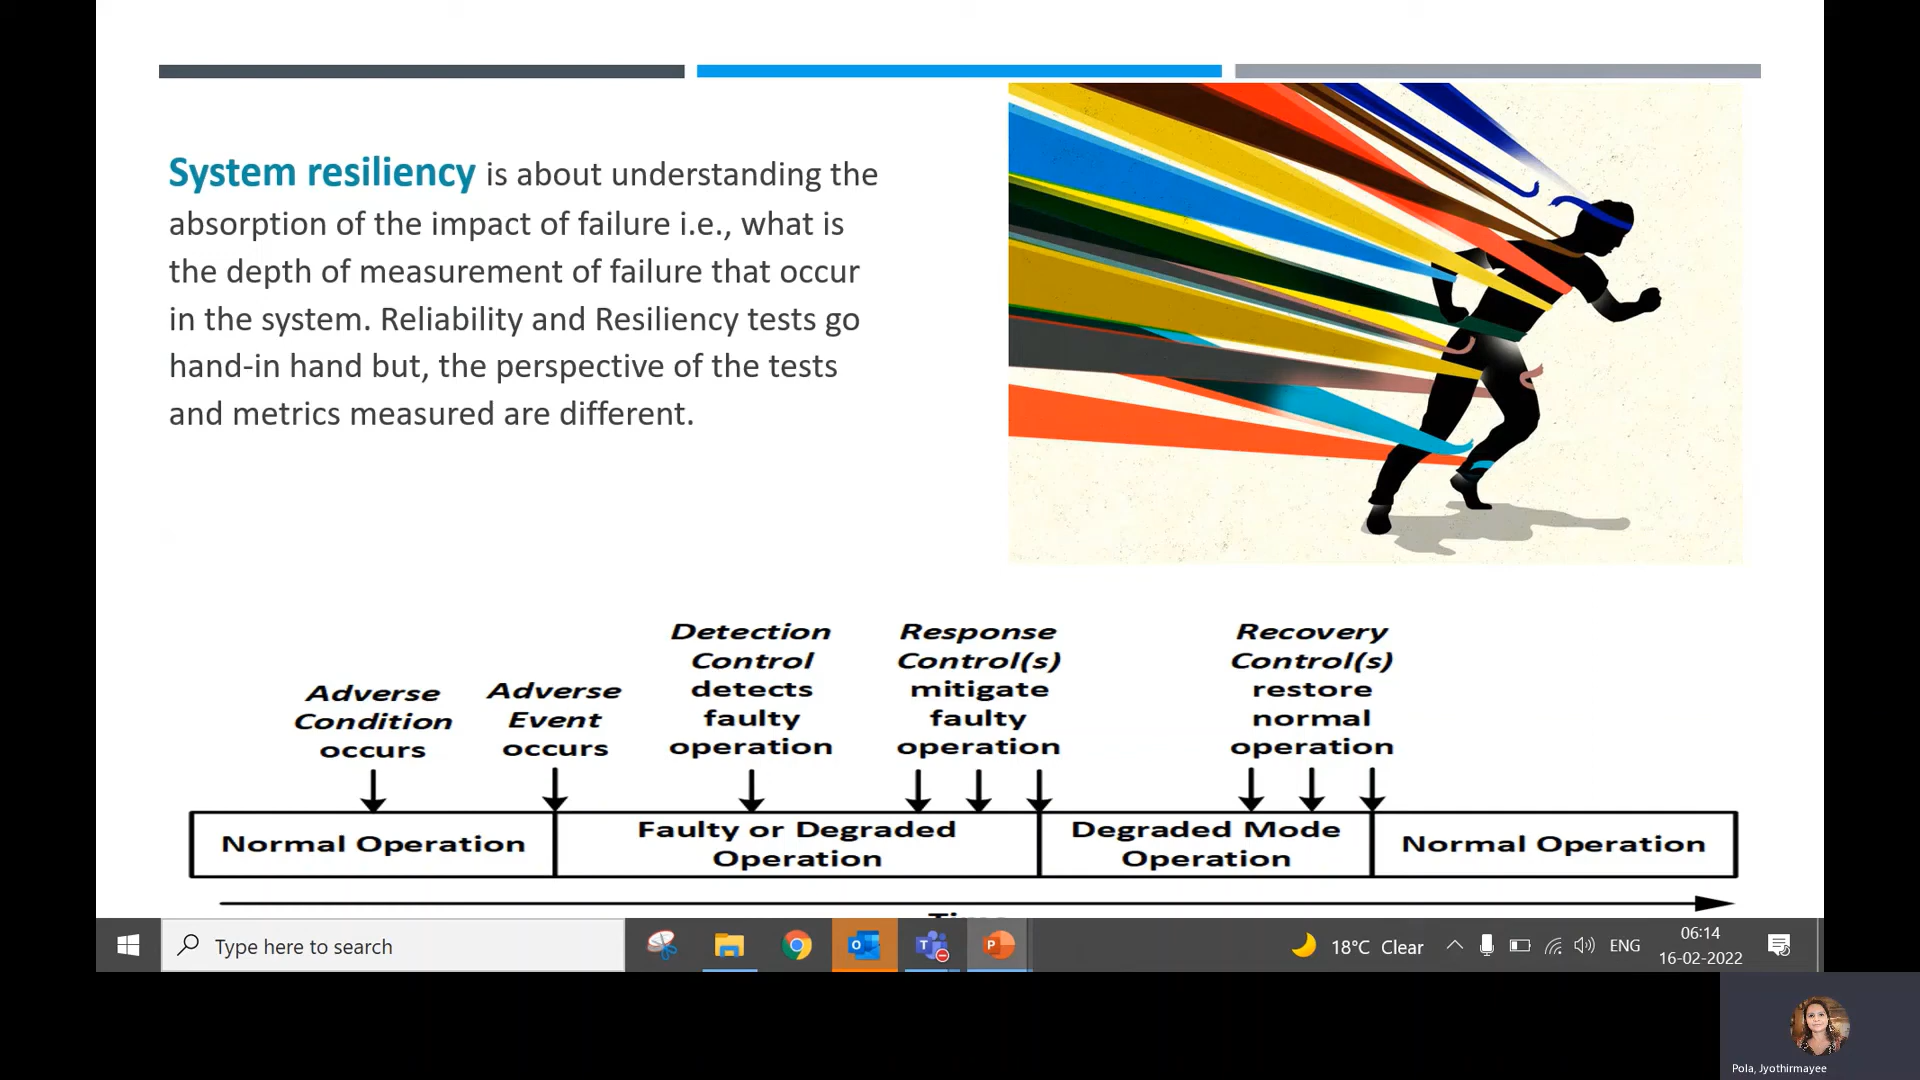 System resiliency is about understanding the
absorption of the impact of failure i.e., what is
the depth of measurement of failure that occur
in the system. Reliability and Resiliency tests go
hand-in hand but, the perspective of the tests
and metrics measured are different.
Adverse
Condition
occurs
Adverse
Event
occurs
Detection
Control
detects
faulty
operation
Response
Control(s)
mitigate
faulty
operation
Recovery
Control(s)
restore
normal
operation
Normal Operation
Faulty or Degraded
Operation
Degraded Mode
Operation
Normal Operation
Type here to search
18°C Clear
ENG
06:14
16-02-2022
Pola, Jyothirmayee